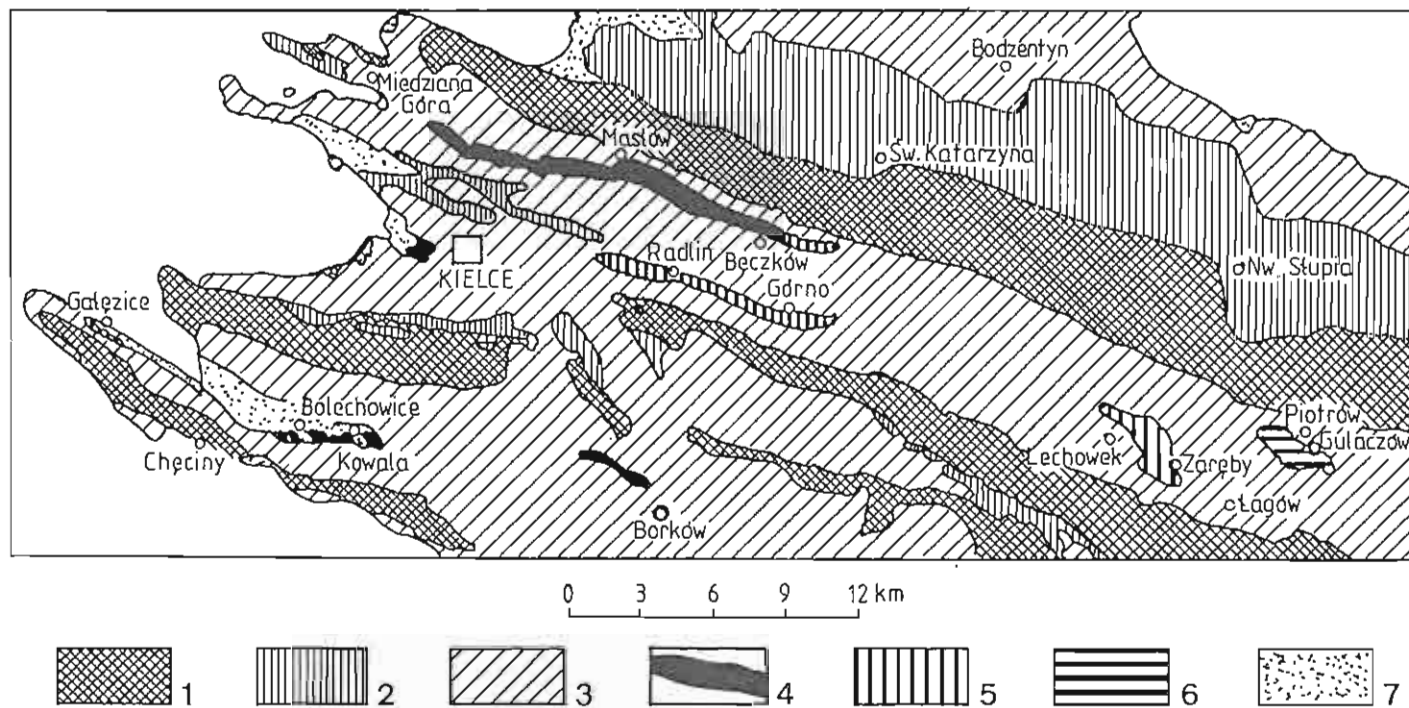 Bodzentyn
Miedziana
Góra
Masłów
Św. Katarzyna
Radlin
Bęczków
Nw. Słupia
KIELCE
Górno
Gałęzice
Bolechowice
Piotrów
Gułaczów
Chęciny
Kowala
Lechówek
Zaręby
Łagów
Borków
0 3 6 9 12 km
1 2 3 4 5 6 7